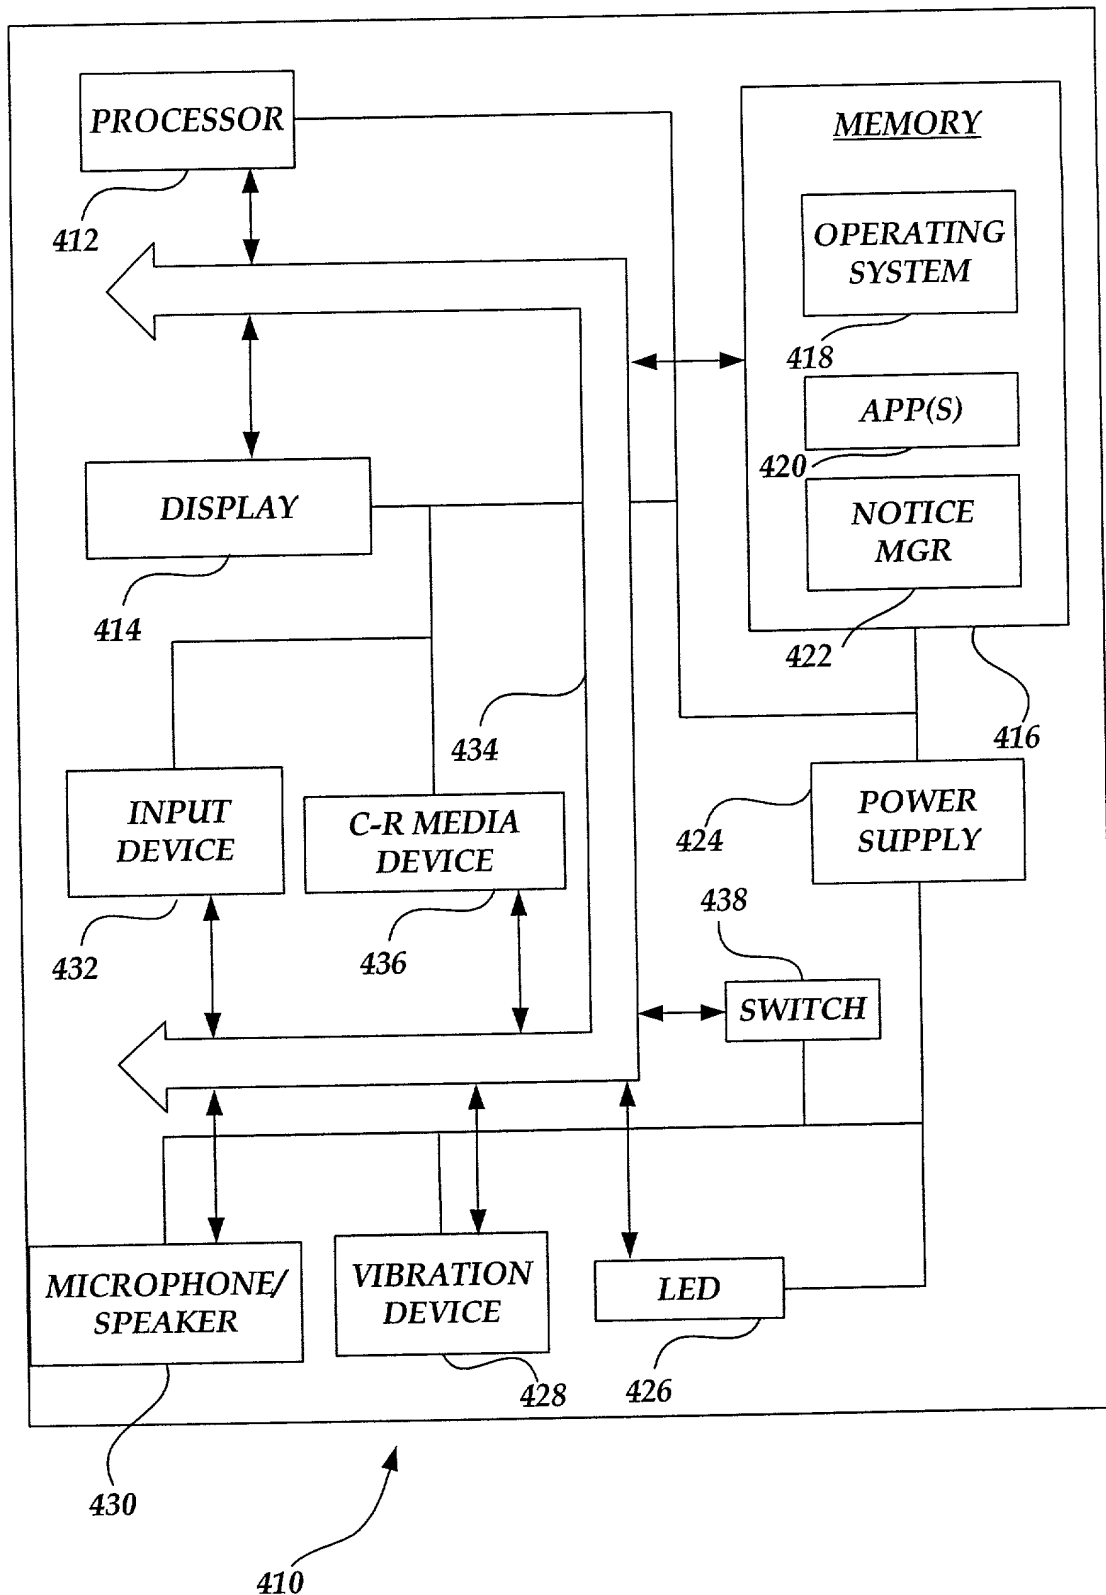 PROCESSOR
412
MEMORY
OPERATING
SYSTEM
418
APP(S)
420
NOTICE
MGR
422
416
DISPLAY
414
434
INPUT
DEVICE
432
C-R MEDIA
DEVICE
436
POWER
SUPPLY
424
438
SWITCH
MICROPHONE/
SPEAKER
430
VIBRATION
DEVICE
428
LED
426
410